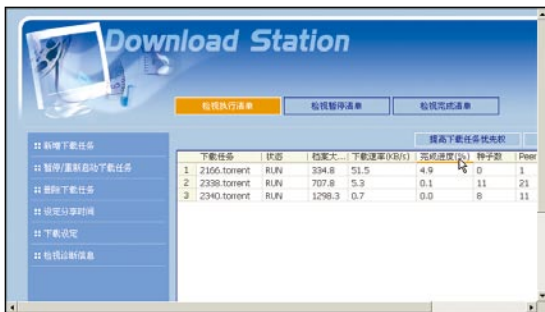 Download Station
检视执行清单 检视暂停清单 检视完成清单
提高下载任务优先权
新增下载任务
暂停/重新启动下载任务
删除下载任务
设定分享时间
下载设定
检视诊断信息
下载任务 状态 档案大... 下载速率(KB/s) 完成进度(%) 种子数 Peer
1 2166.torrent RUN 334.8 51.5 4.9 0 1
2 2338.torrent RUN 707.8 5.3 0.1 11 21
3 2340.torrent RUN 1298.3 0.7 0.0 8 11